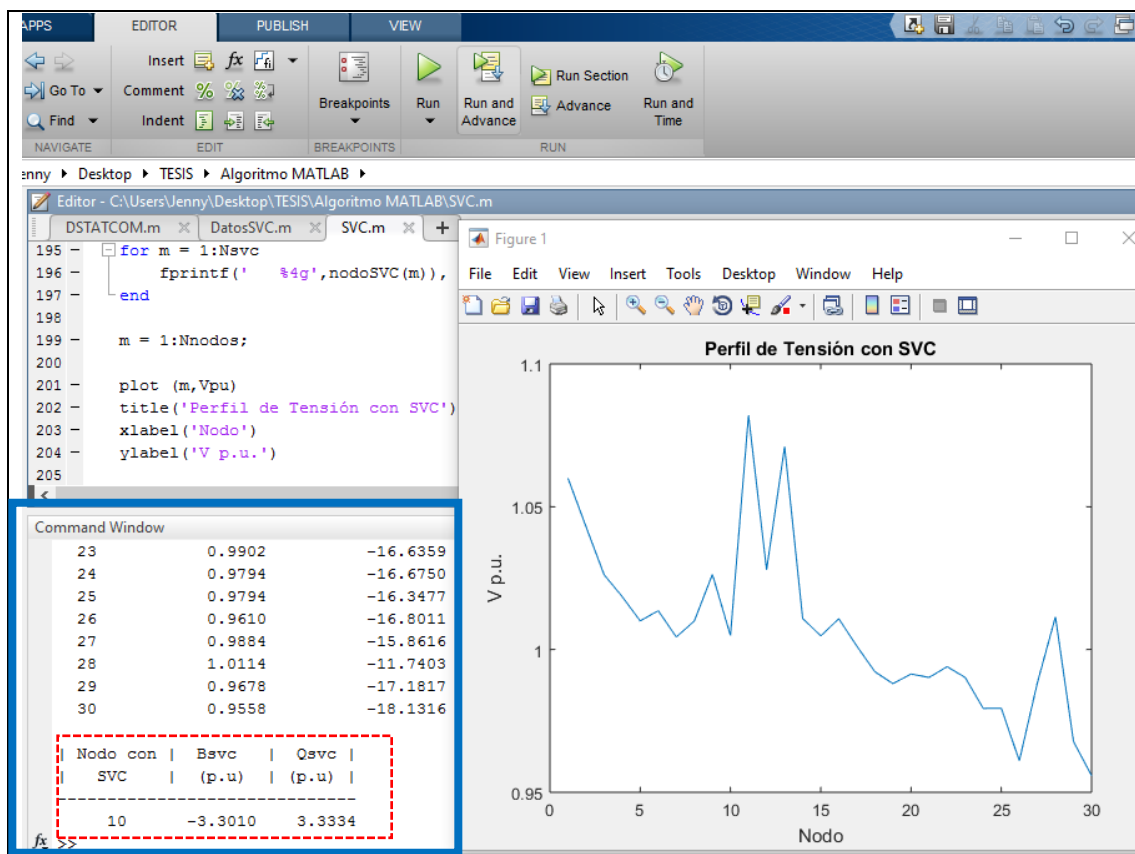 APPS EDITOR PUBLISH VIEW
Insert fx
Go To Comment
Find Indent
Breakpoints Run Run and Advance
Run Section
Advance
Run and Time
NAVIGATE EDIT BREAKPOINTS RUN
enny Desktop TESIS Algoritmo MATLAB
Editor - C:\Users\Jenny\Desktop\TESIS\Algoritmo MATLAB\SVC.m
DSTATCOM.m DatosSVC.m SVC.m +
195 - for m = 1:Nsvc
196 - fprintf('   %4g',nodoSVC(m)),
197 - end
198
199 - m = 1:Nnodos;
200
201 - plot (m,Vpu)
202 - title('Perfil de Tensión con SVC')
203 - xlabel('Nodo')
204 - ylabel('V p.u.')
205
Command Window
23 0.9902 -16.6359
24 0.9794 -16.6750
25 0.9794 -16.3477
26 0.9610 -16.8011
27 0.9884 -15.8616
28 1.0114 -11.7403
29 0.9678 -17.1817
30 0.9558 -18.1316
| Nodo con | Bsvc | Qsvc |
| SVC | (p.u) | (p.u) |
-------------------------------
10 -3.3010 3.3334
fx >>
Figure 1
File Edit View Insert Tools Desktop Window Help
Perfil de Tensión con SVC
1.1
1.05
1
0.95
V p.u.
0 5 10 15 20 25 30
Nodo